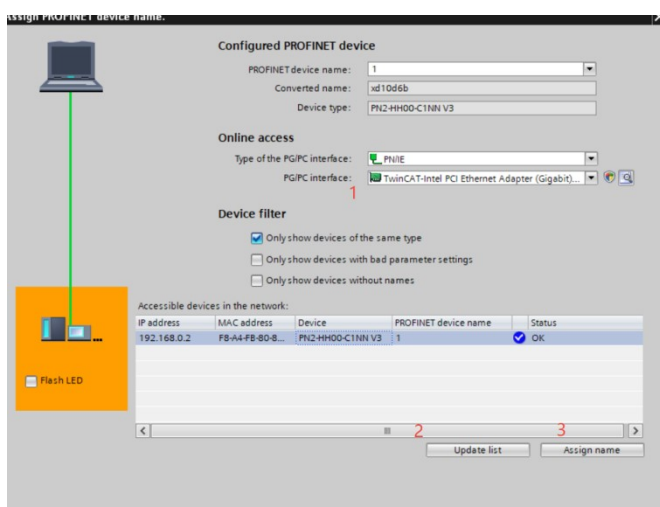 Assign PROFINET device name.
Configured PROFINET device
PROFINET device name: 1
Converted name: xd10d6b
Device type: PN2-HH00-C1NN V3
Online access
Type of the PG/PC interface: PN/IE
PG/PC interface: TwinCAT-Intel PCI Ethernet Adapter (Gigabit)...
1
Device filter
Only show devices of the same type
Only show devices with bad parameter settings
Only show devices without names
Accessible devices in the network:
IP address MAC address Device PROFINET device name Status
192.168.0.2 F8-A4-FB-80-8... PN2-HH00-C1NN V3 1 OK
Flash LED
2 3
Update list Assign name